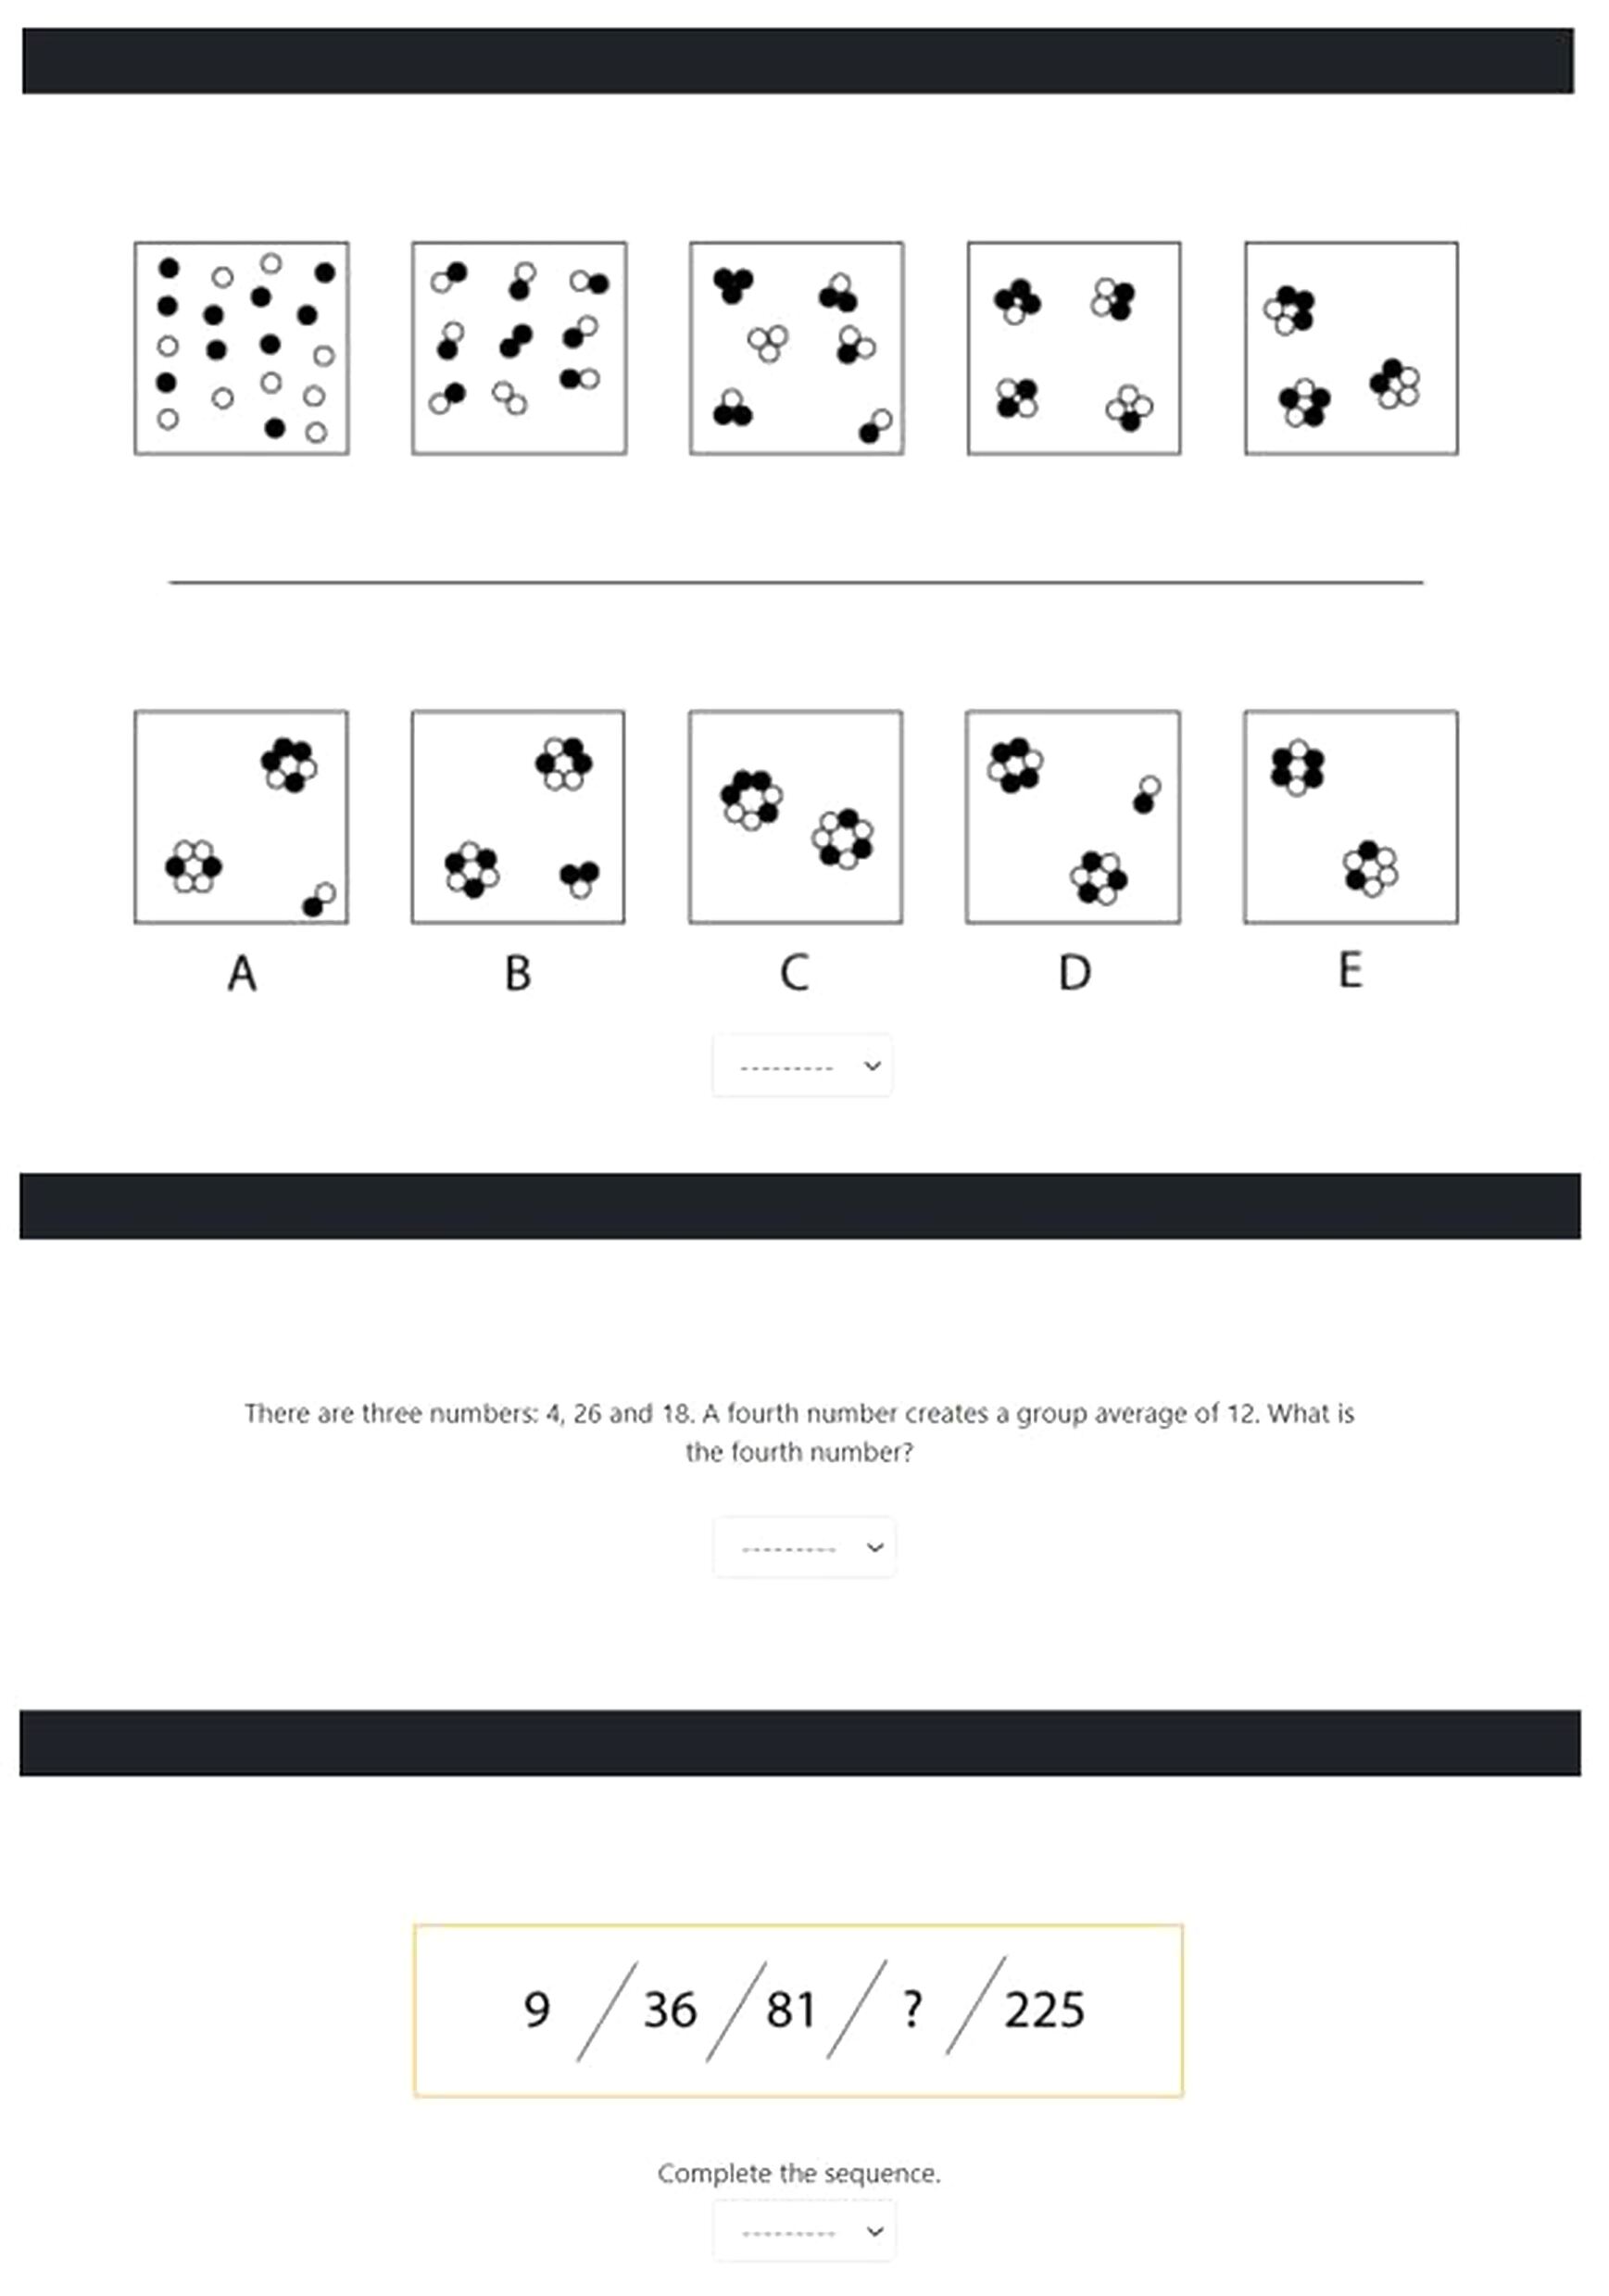 A B C D E
There are three numbers: 4, 26 and 18. A fourth number creates a group average of 12. What is
the fourth number?
9 / 36 / 81 / ? / 225
Complete the sequence.